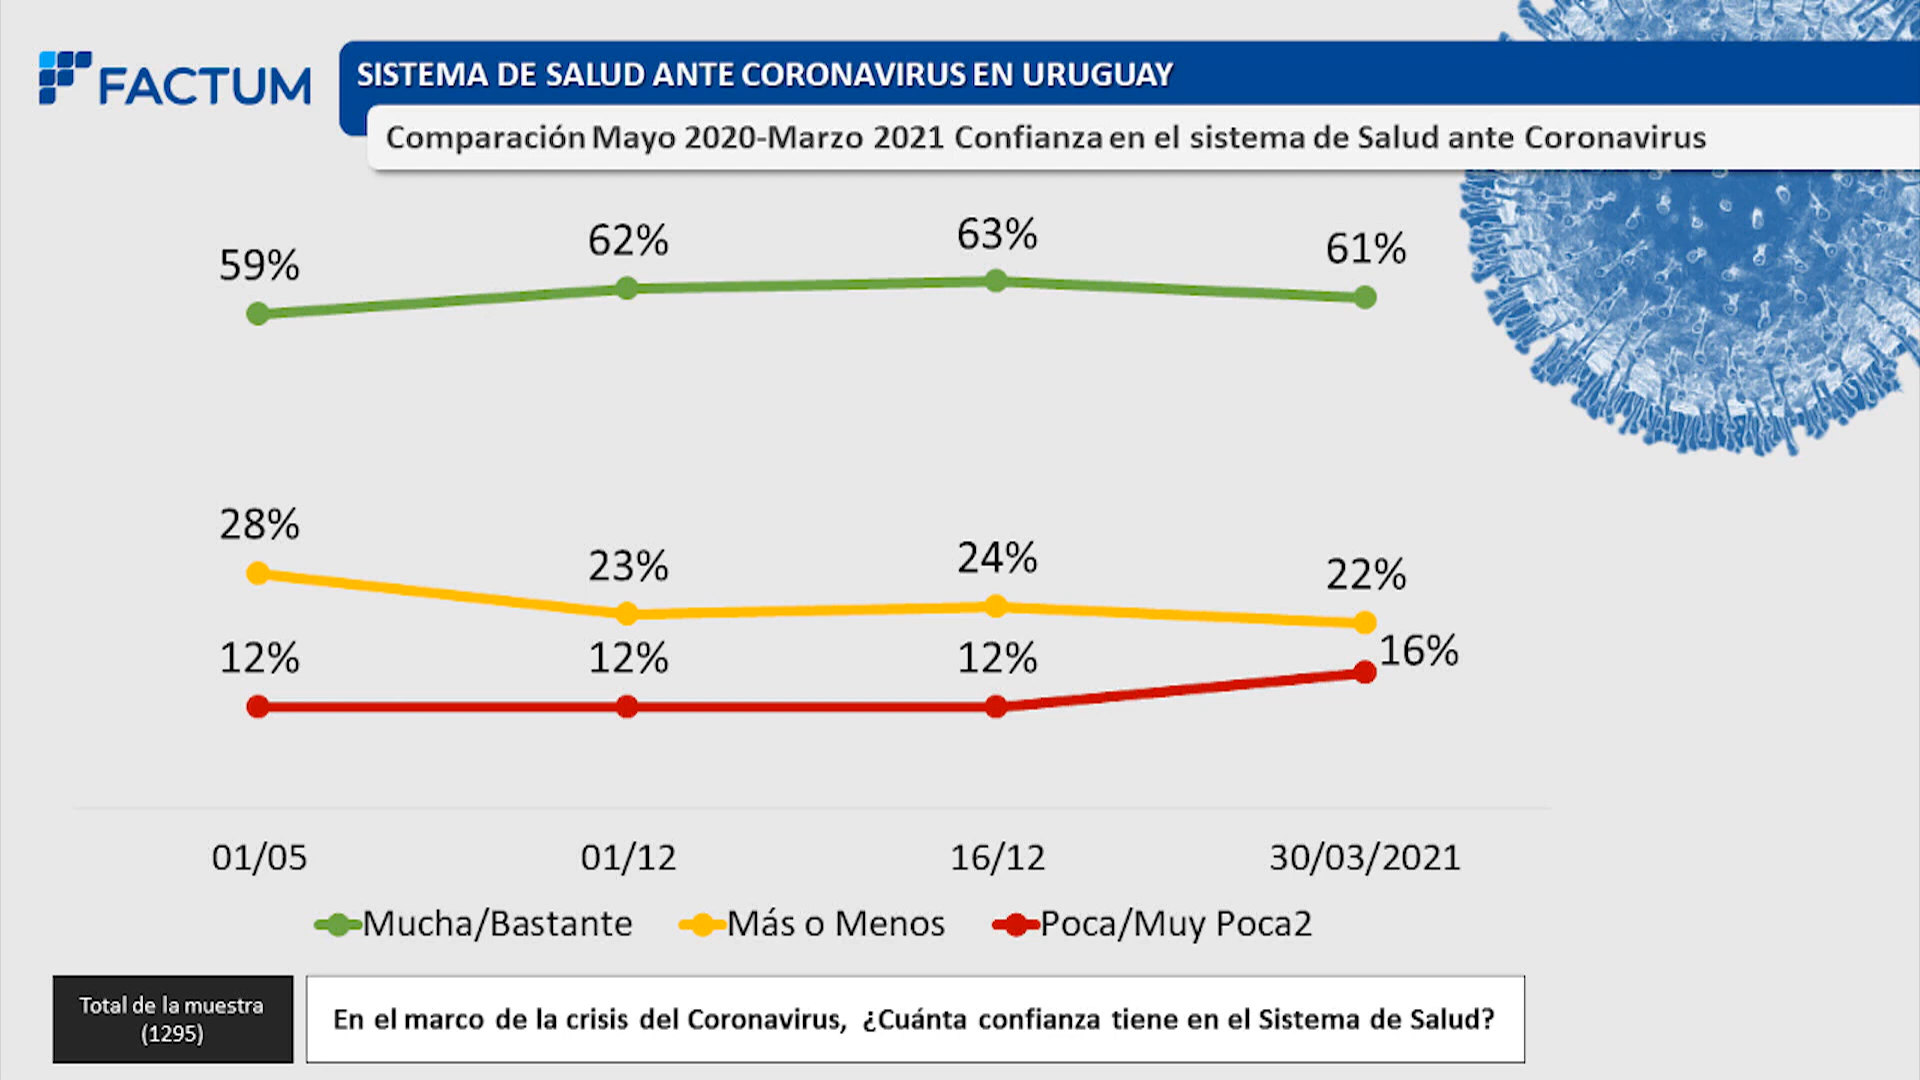 FACTUM
SISTEMA DE SALUD ANTE CORONAVIRUS EN URUGUAY
Comparación Mayo 2020-Marzo 2021 Confianza en el sistema de Salud ante Coronavirus
59%
62%
63%
61%
28%
23%
24%
22%
12%
12%
12%
16%
01/05
01/12
16/12
30/03/2021
Mucha/Bastante
Más o Menos
Poca/Muy Poca2
Total de la muestra
(1295)
En el marco de la crisis del Coronavirus, ¿Cuánta confianza tiene en el Sistema de Salud?